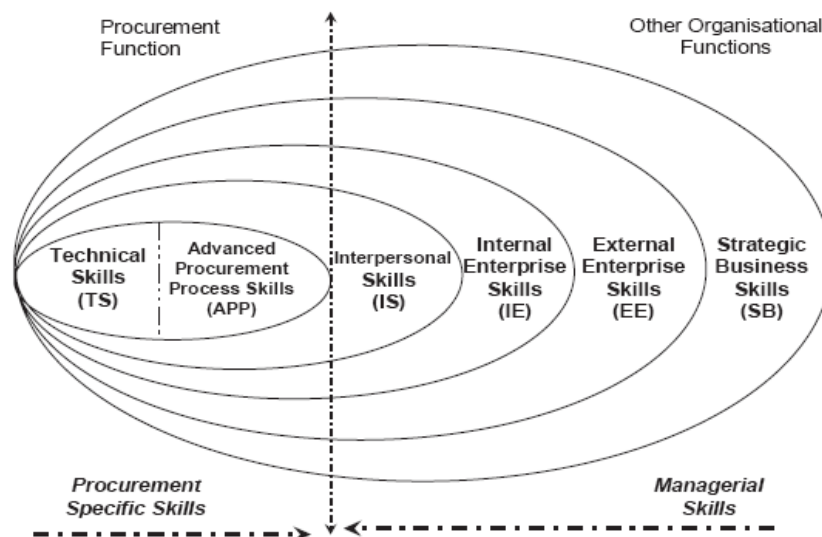 Procurement
Function
Other Organisational
Functions
Technical
Skills
(TS)
Advanced
Procurement
Process Skills
(APP)
Interpersonal
Skills
(IS)
Internal
Enterprise
Skills
(IE)
External
Enterprise
Skills
(EE)
Strategic
Business
Skills
(SB)
Procurement
Specific Skills
Managerial
Skills